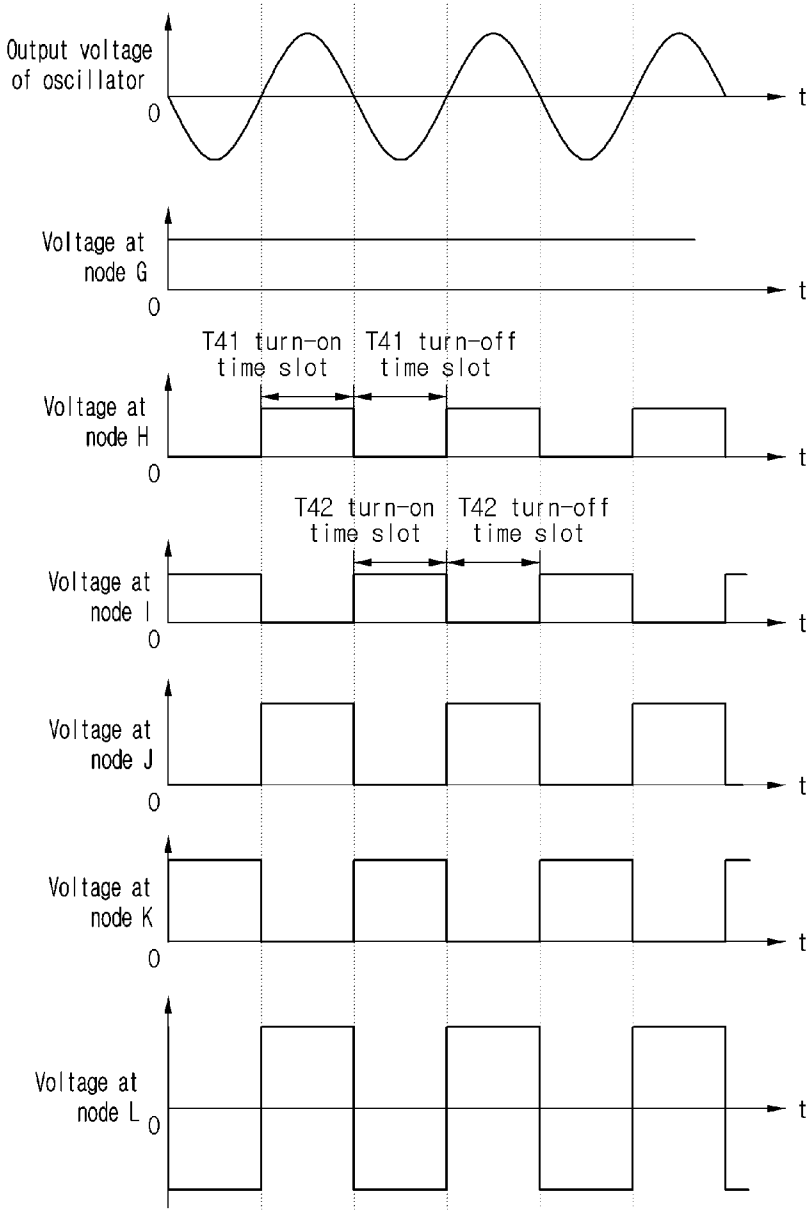 Output voltage
of oscillator
0
t
Voltage at
node G
0
t
T41 turn-on
time slot
T41 turn-off
time slot
Voltage at
node H
0
t
T42 turn-on
time slot
T42 turn-off
time slot
Voltage at
node I
0
t
Voltage at
node J
0
t
Voltage at
node K
0
t
Voltage at
node L
0
t